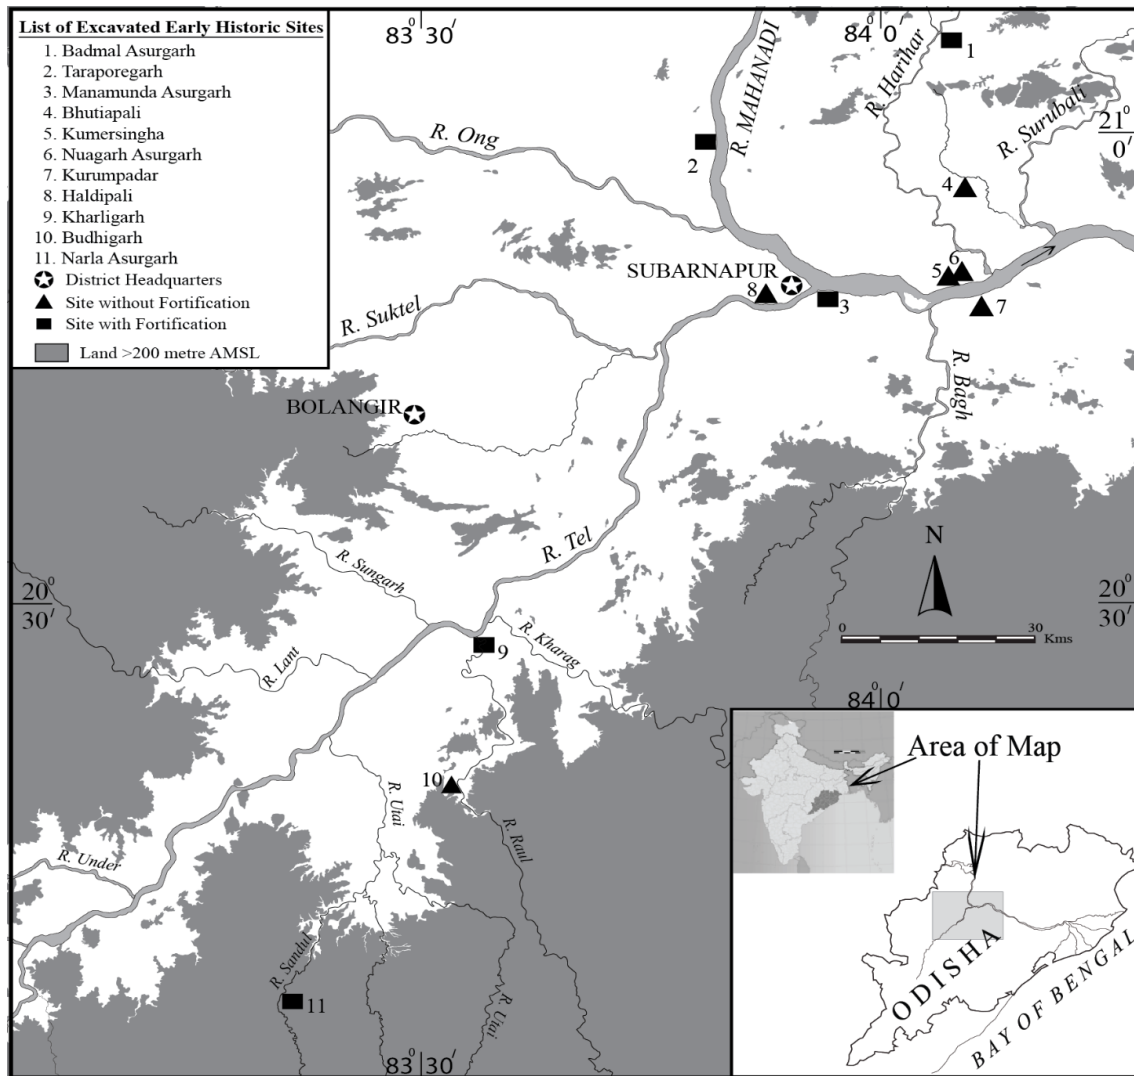 List of Excavated Early Historic Sites
1. Badmal Asurgarh
2. Taraporegarh
3. Manamunda Asurgarh
4. Bhutiapali
5. Kumersingha
6. Nuagarh Asurgarh
7. Kurumpadar
8. Haldipali
9. Kharligarh
10. Budhigarh
11. Narla Asurgarh
District Headquarters
Site without Fortification
Site with Fortification
Land >200 metre AMSL
83° 30′
84° 0′
R. MAHANADI
R. Harihar
1
R. Surubali
21° 0′
R. Ong
2
4
SUBARNAPUR
8
3
5
6
7
R. Suktel
R. Bagh
BOLANGIR
R. Tel
N
R. Sungarh
20° 30′
20° 30′
0
30
Kms
9
R. Kharag
R. Lant
84° 0′
10
R. Utai
R. Raul
R. Under
R. Sandul
11
R. Utai
83° 30′
Area of Map
ODISHA
BAY OF BENGAL